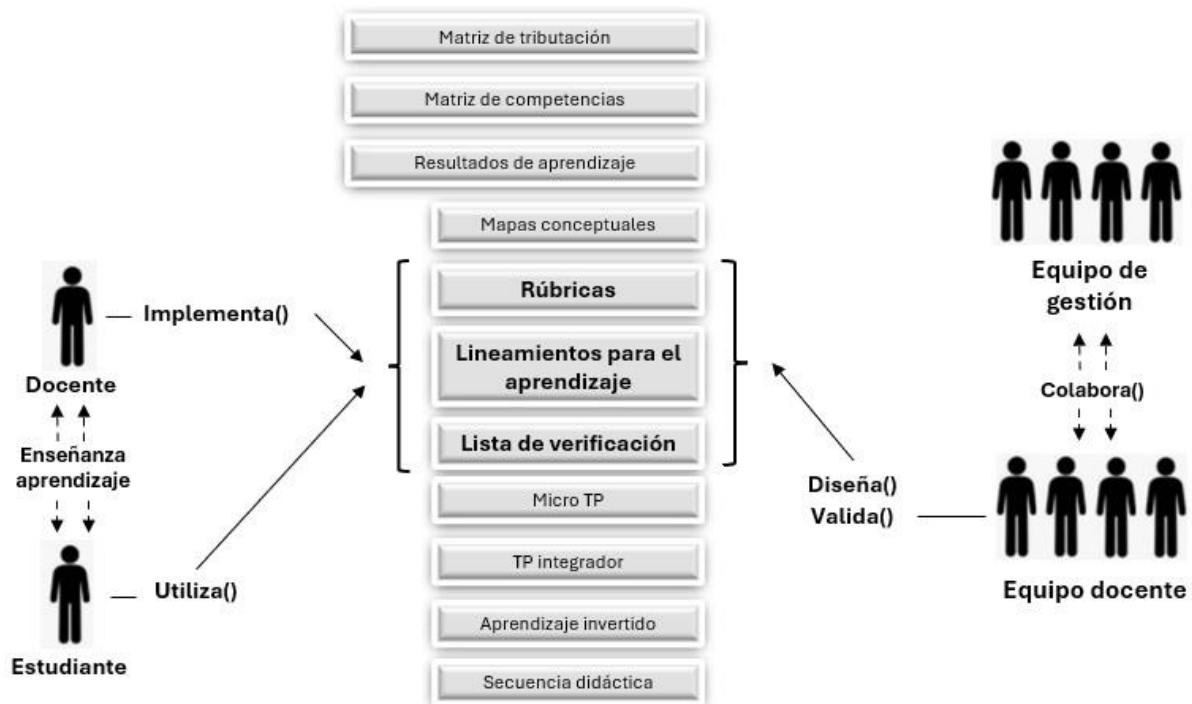 Matriz de tributación
Matriz de competencias
Resultados de aprendizaje
Mapas conceptuales
Rúbricas
Lineamientos para el
aprendizaje
Lista de verificación
Micro TP
TP integrador
Aprendizaje invertido
Secuencia didáctica
Implementa()
Docente
Enseñanza
aprendizaje
Utiliza()
Estudiante
Equipo de
gestión
Colabora()
Diseña()
Valida()
Equipo docente